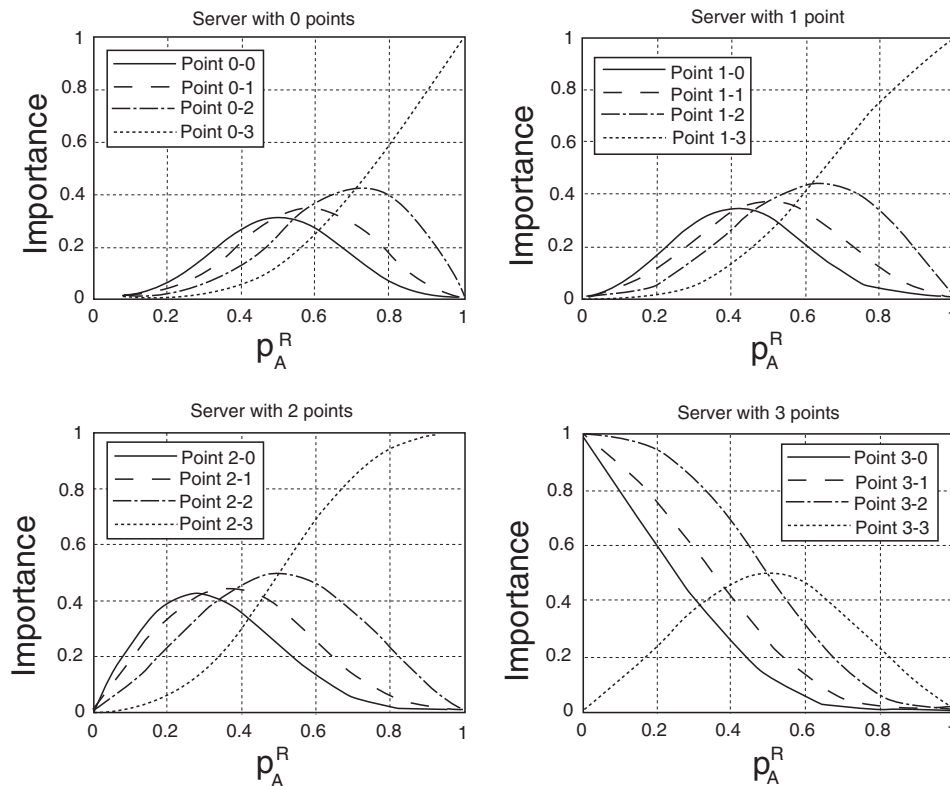 Server with 0 points
1
0.8
0.6
0.4
0.2
0
Importance
Point 0-0
Point 0-1
Point 0-2
Point 0-3
0 0.2 0.4 0.6 0.8 1
p_A^R
Server with 1 point
1
0.8
0.6
0.4
0.2
0
Importance
Point 1-0
Point 1-1
Point 1-2
Point 1-3
0 0.2 0.4 0.6 0.8 1
p_A^R
Server with 2 points
1
0.8
0.6
0.4
0.2
0
Importance
Point 2-0
Point 2-1
Point 2-2
Point 2-3
0 0.2 0.4 0.6 0.8 1
p_A^R
Server with 3 points
1
0.8
0.6
0.4
0.2
0
Importance
Point 3-0
Point 3-1
Point 3-2
Point 3-3
0 0.2 0.4 0.6 0.8 1
p_A^R